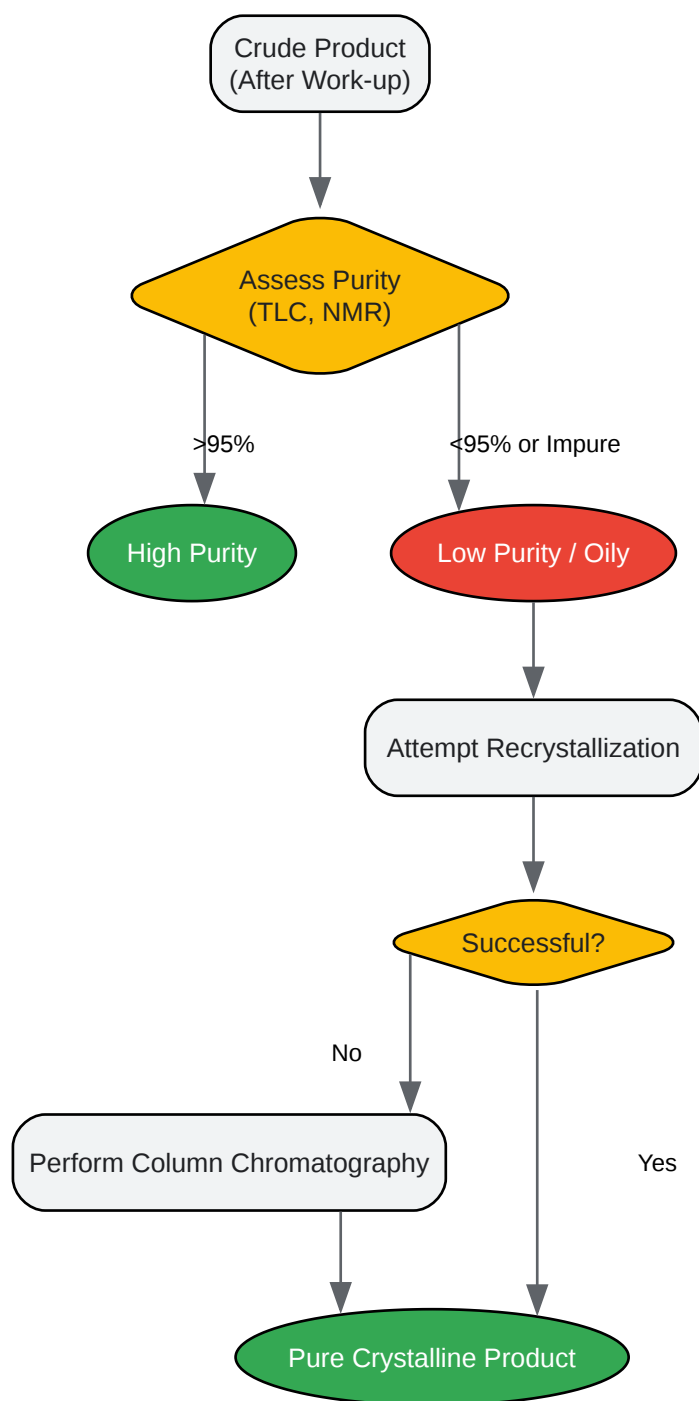 Crude Product
(After Work-up)
Assess Purity
(TLC, NMR)
>95%
<95% or Impure
High Purity
Low Purity / Oily
Attempt Recrystallization
Successful?
No
Perform Column Chromatography
Yes
Pure Crystalline Product